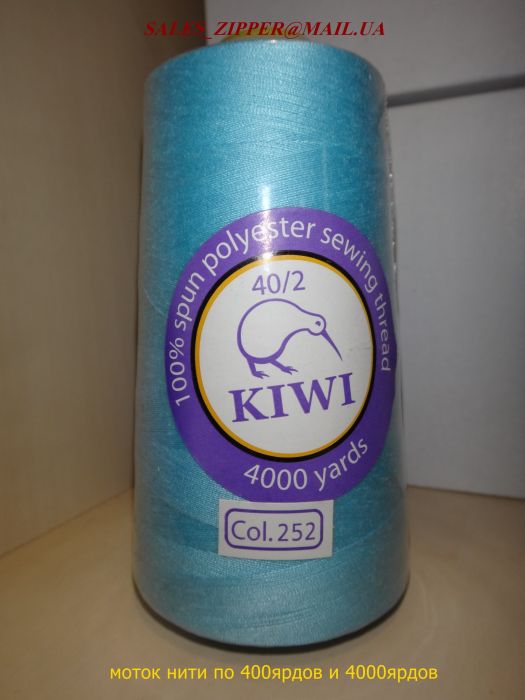 SALES_ZIPPER@MAIL.UA
100% spun polyester sewing thread
40/2
KIWI
4000 yards
Col.252
моток нити по 400ярдов и 4000ярдов